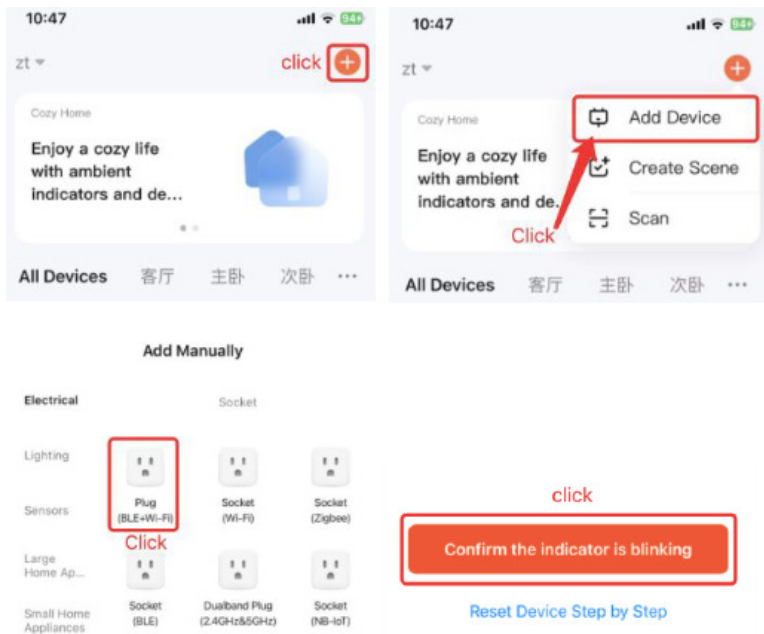 10:47
94+
zt
click
Cozy Home
Enjoy a cozy life
with ambient
indicators and de...
All Devices 客厅 主卧 次卧 ...
10:47
94+
zt
Add Device
Cozy Home
Enjoy a cozy life
with ambient
indicators and de..
Create Scene
Click
Scan
All Devices 客厅 主卧 次卧 ...
Add Manually
Electrical
Socket
Lighting
Sensors
Large
Home Ap...
Small Home
Appliances
Plug
(BLE+Wi-Fi)
Click
Socket
(Wi-Fi)
Socket
(Zigbee)
Socket
(BLE)
Dualband Plug
(2.4GHz&5GHz)
Socket
(NB-IoT)
click
Confirm the indicator is blinking
Reset Device Step by Step